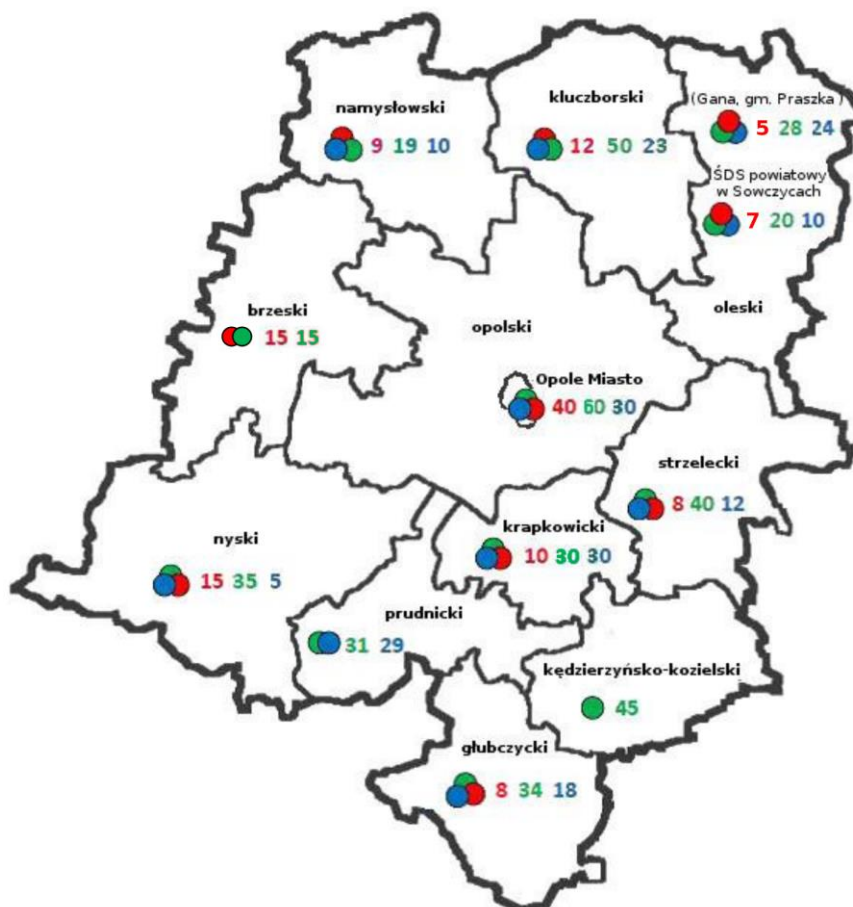 namysłowski
9 19 10
kluczborski
12 50 23
(Gana, gm. Praszka )
5 28 24
ŚDS powiatowy
w Sowczycach
7 20 10
oleski
brzeski
15 15
opolski
Opole Miasto
40 60 30
strzelecki
8 40 12
nyski
15 35 5
krapkowicki
10 30 30
prudnicki
31 29
kędzierzyńsko-kozielski
45
głubczycki
8 34 18